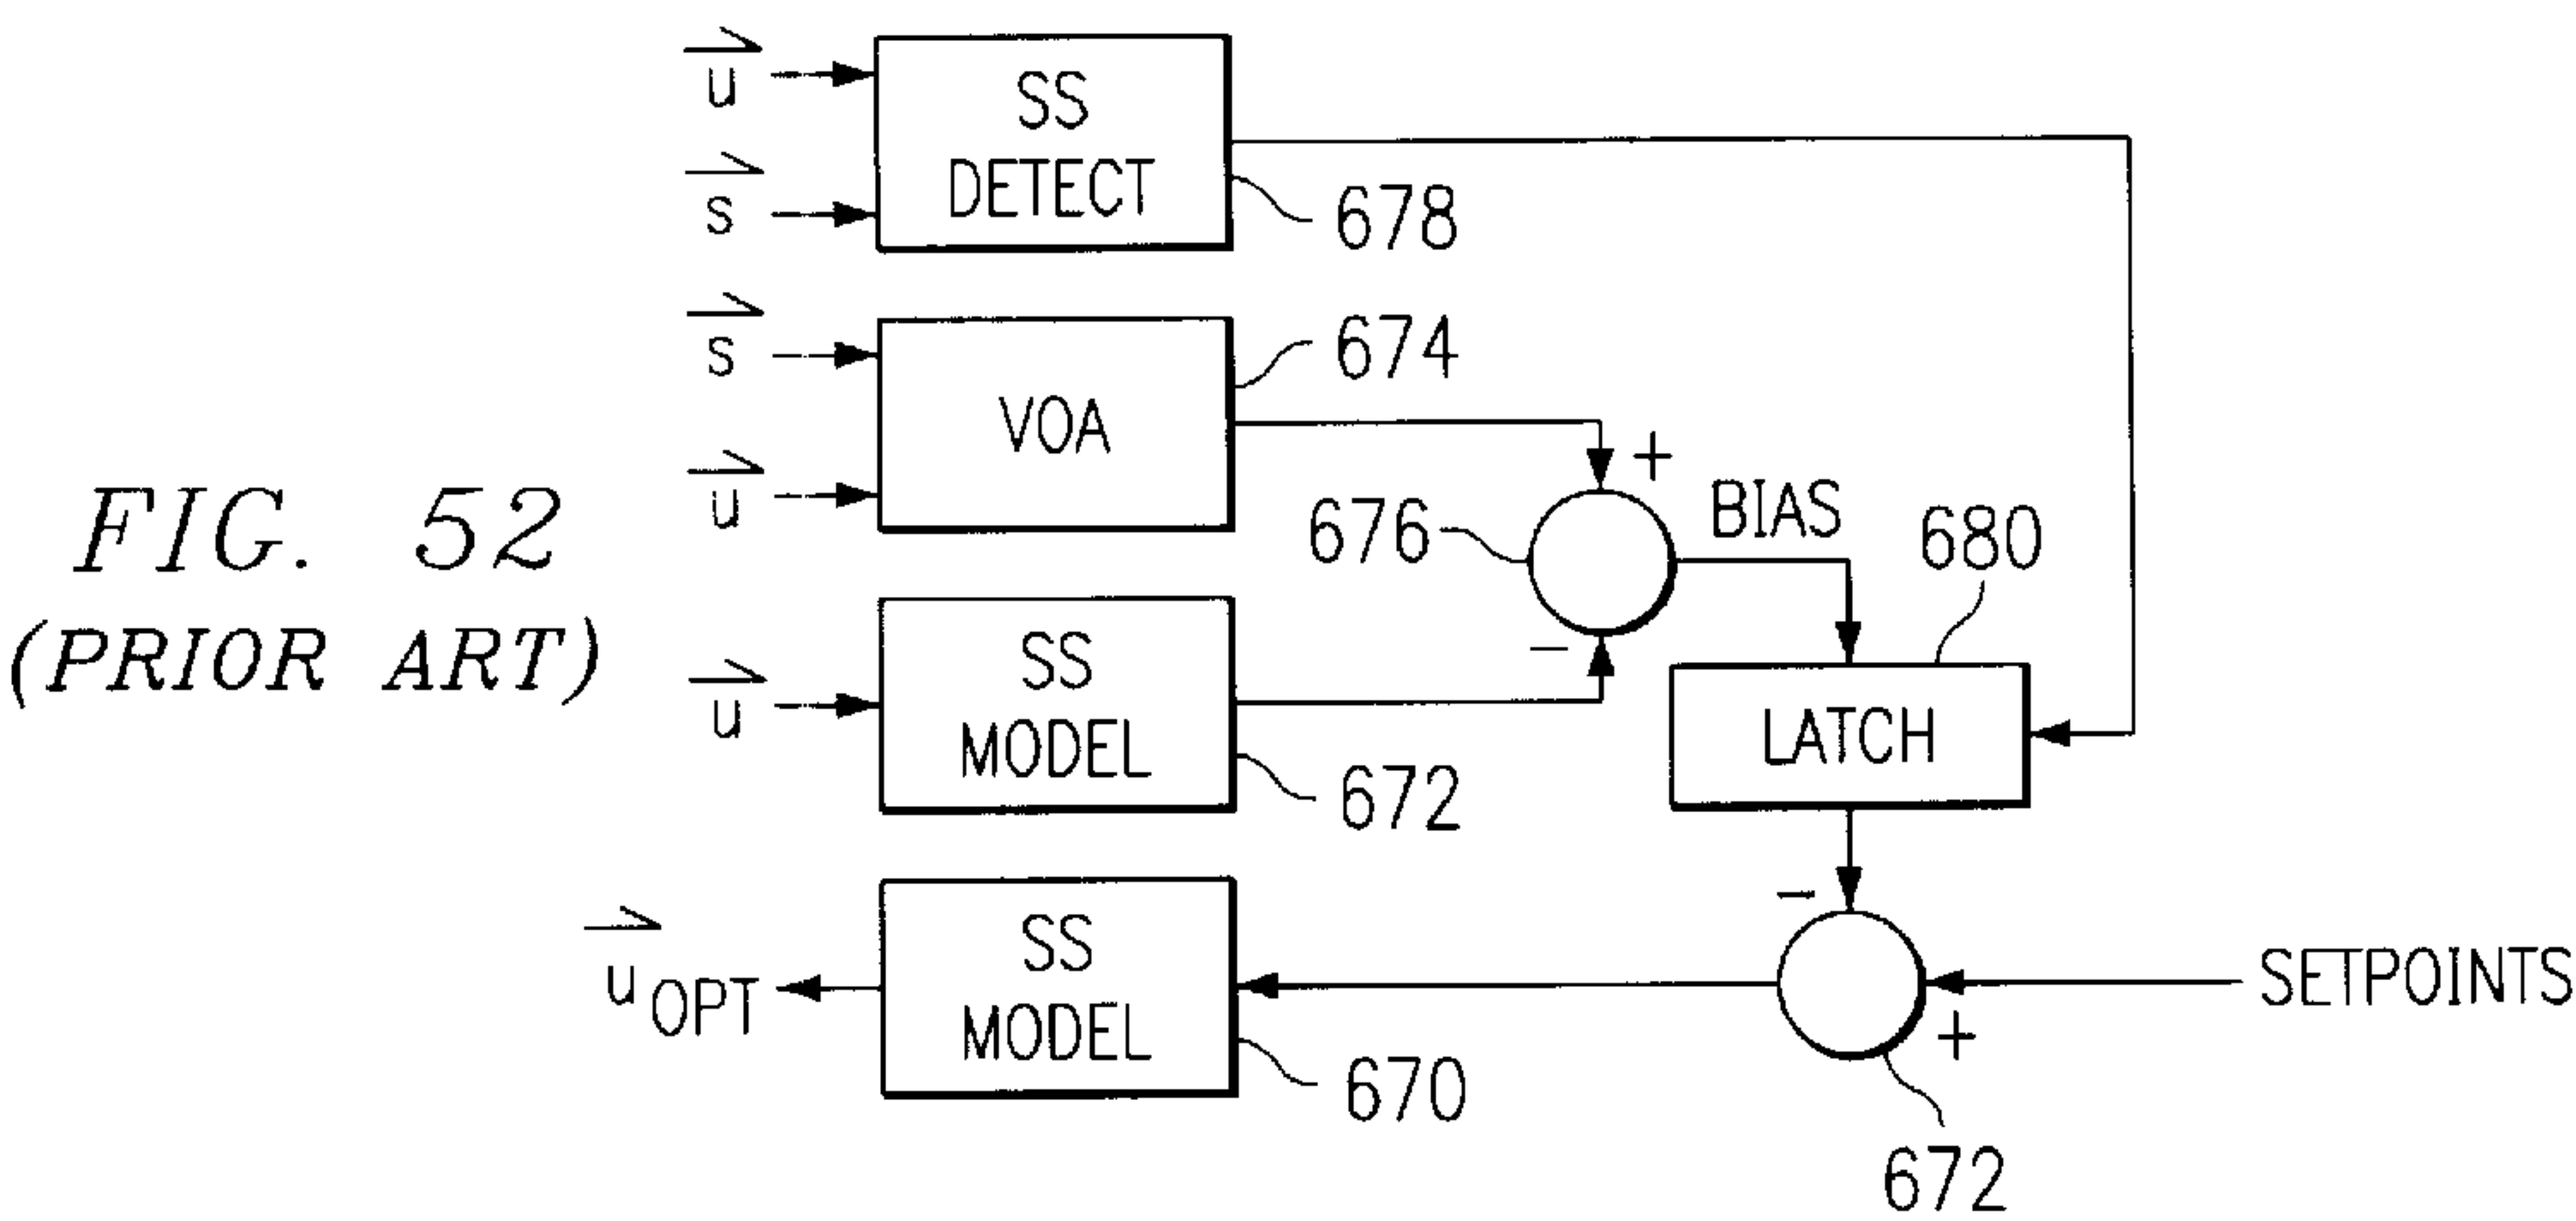 u
SS
DETECT
s
678
s
VOA
674
u
+
676
BIAS
680
-
FIG. 52
(PRIOR ART)
u
SS
MODEL
672
LATCH
-
u OPT
SS
MODEL
670
+
SETPOINTS
672